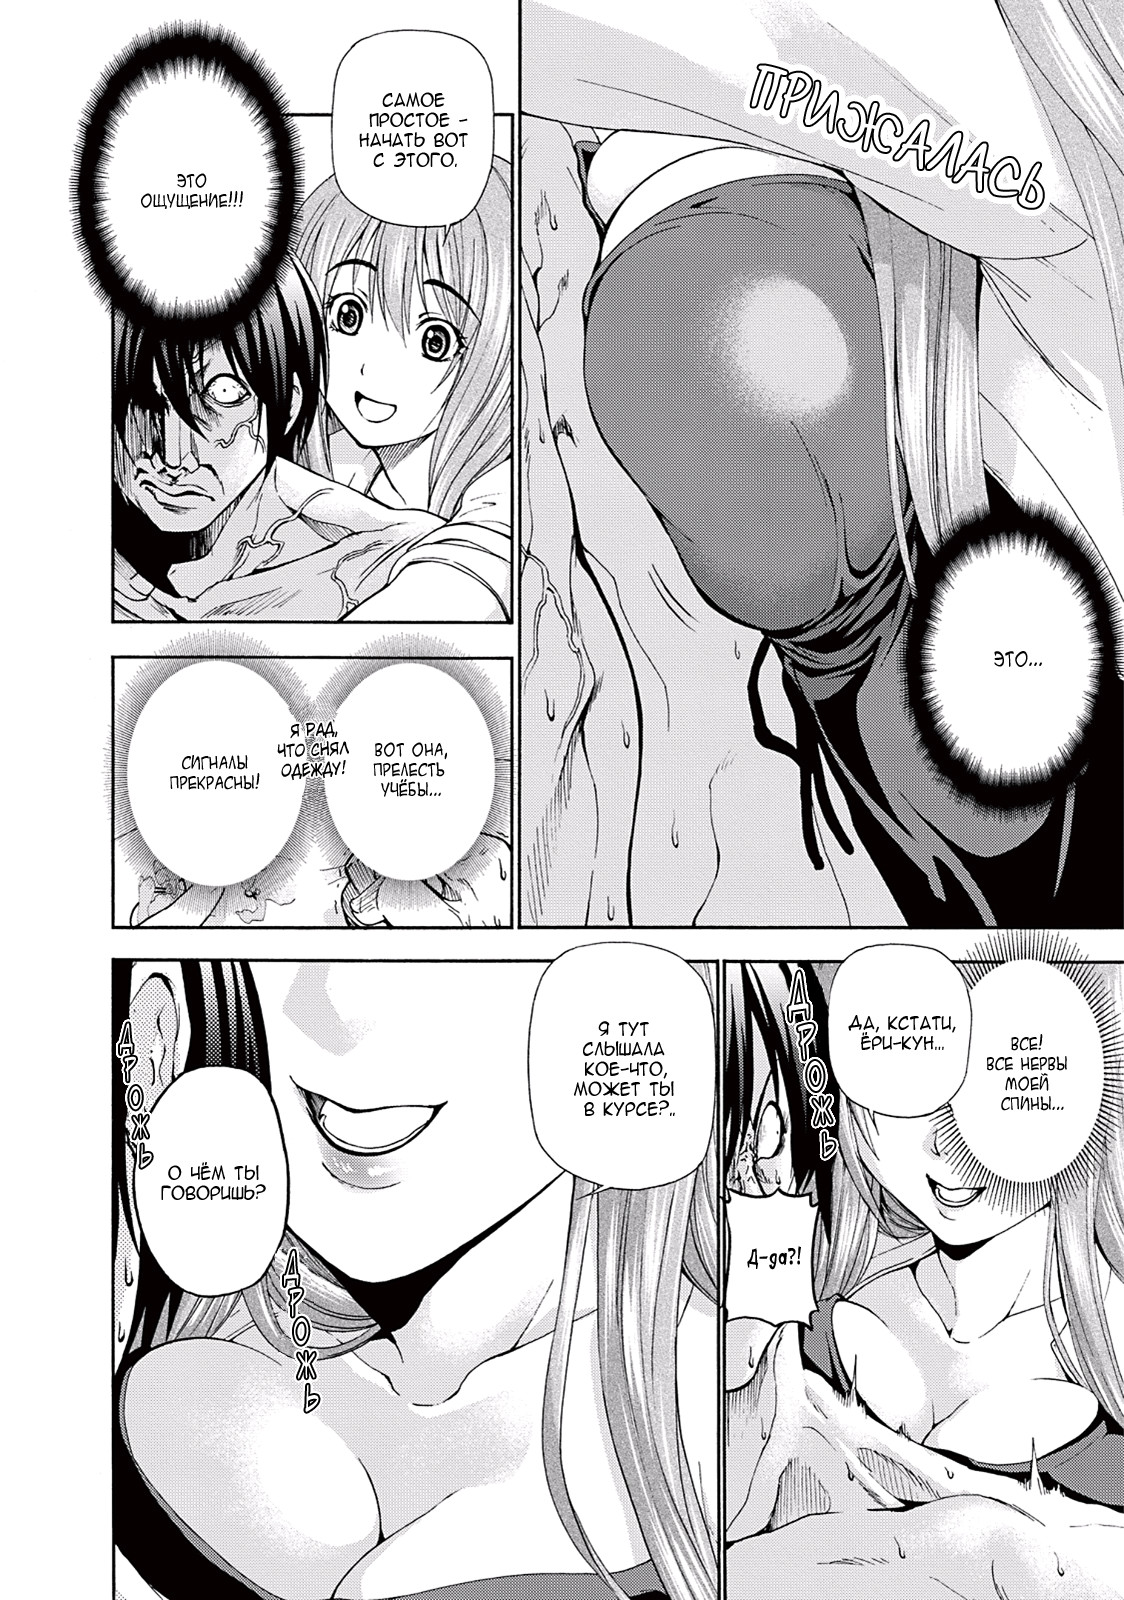 ПРИЖАЛАСЬ
ЭТО...
САМОЕ
ПРОСТОЕ –
НАЧАТЬ ВОТ
С ЭТОГО.
ЭТО
ОЩУЩЕНИЕ!!!
ВОТ ОНА,
ПРЕЛЕСТЬ
УЧЁБЫ...
Я РАД,
ЧТО СНЯЛ
ОДЕЖДУ!
СИГНАЛЫ
ПРЕКРАСНЫ!
ВСЕ!
ВСЕ НЕРВЫ
МОЕЙ
СПИНЫ...
ДА, КСТАТИ,
ЁРИ-КУН...
ДРОЖЬ
Д-да?!
Я ТУТ
СЛЫШАЛА
КОЕ-ЧТО,
МОЖЕТ ТЫ
В КУРСЕ?..
ДРОЖЬ
О ЧЁМ ТЫ
ГОВОРИШЬ?
ДРОЖЬ